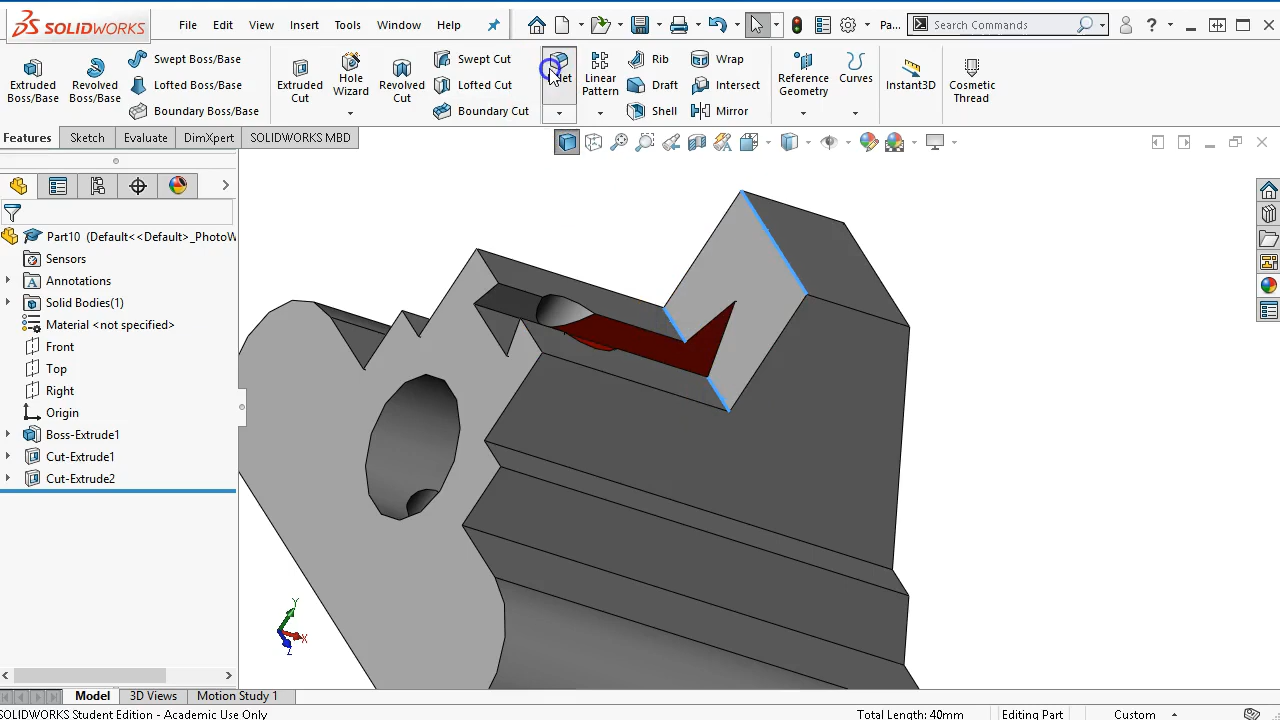 SOLIDWORKS
File
Edit
View
Insert
Tools
Window
Help
Pa...
Search Commands
Extruded Boss/Base
Revolved Boss/Base
Swept Boss/Base
Lofted Boss/Base
Boundary Boss/Base
Extruded Cut
Hole Wizard
Revolved Cut
Swept Cut
Lofted Cut
Boundary Cut
Linear Pattern
Rib
Draft
Shell
Wrap
Intersect
Mirror
Reference Geometry
Curves
Instant3D
Cosmetic Thread
Features
Sketch
Evaluate
DimXpert
SOLIDWORKS MBD
Part10 (Default<<Default>_PhotoW
Sensors
Annotations
Solid Bodies(1)
Material <not specified>
Front
Top
Right
Origin
Boss-Extrude1
Cut-Extrude1
Cut-Extrude2
Y
X
Z
Model
3D Views
Motion Study 1
SOLIDWORKS Student Edition - Academic Use Only
Total Length: 40mm
Editing Part
Custom